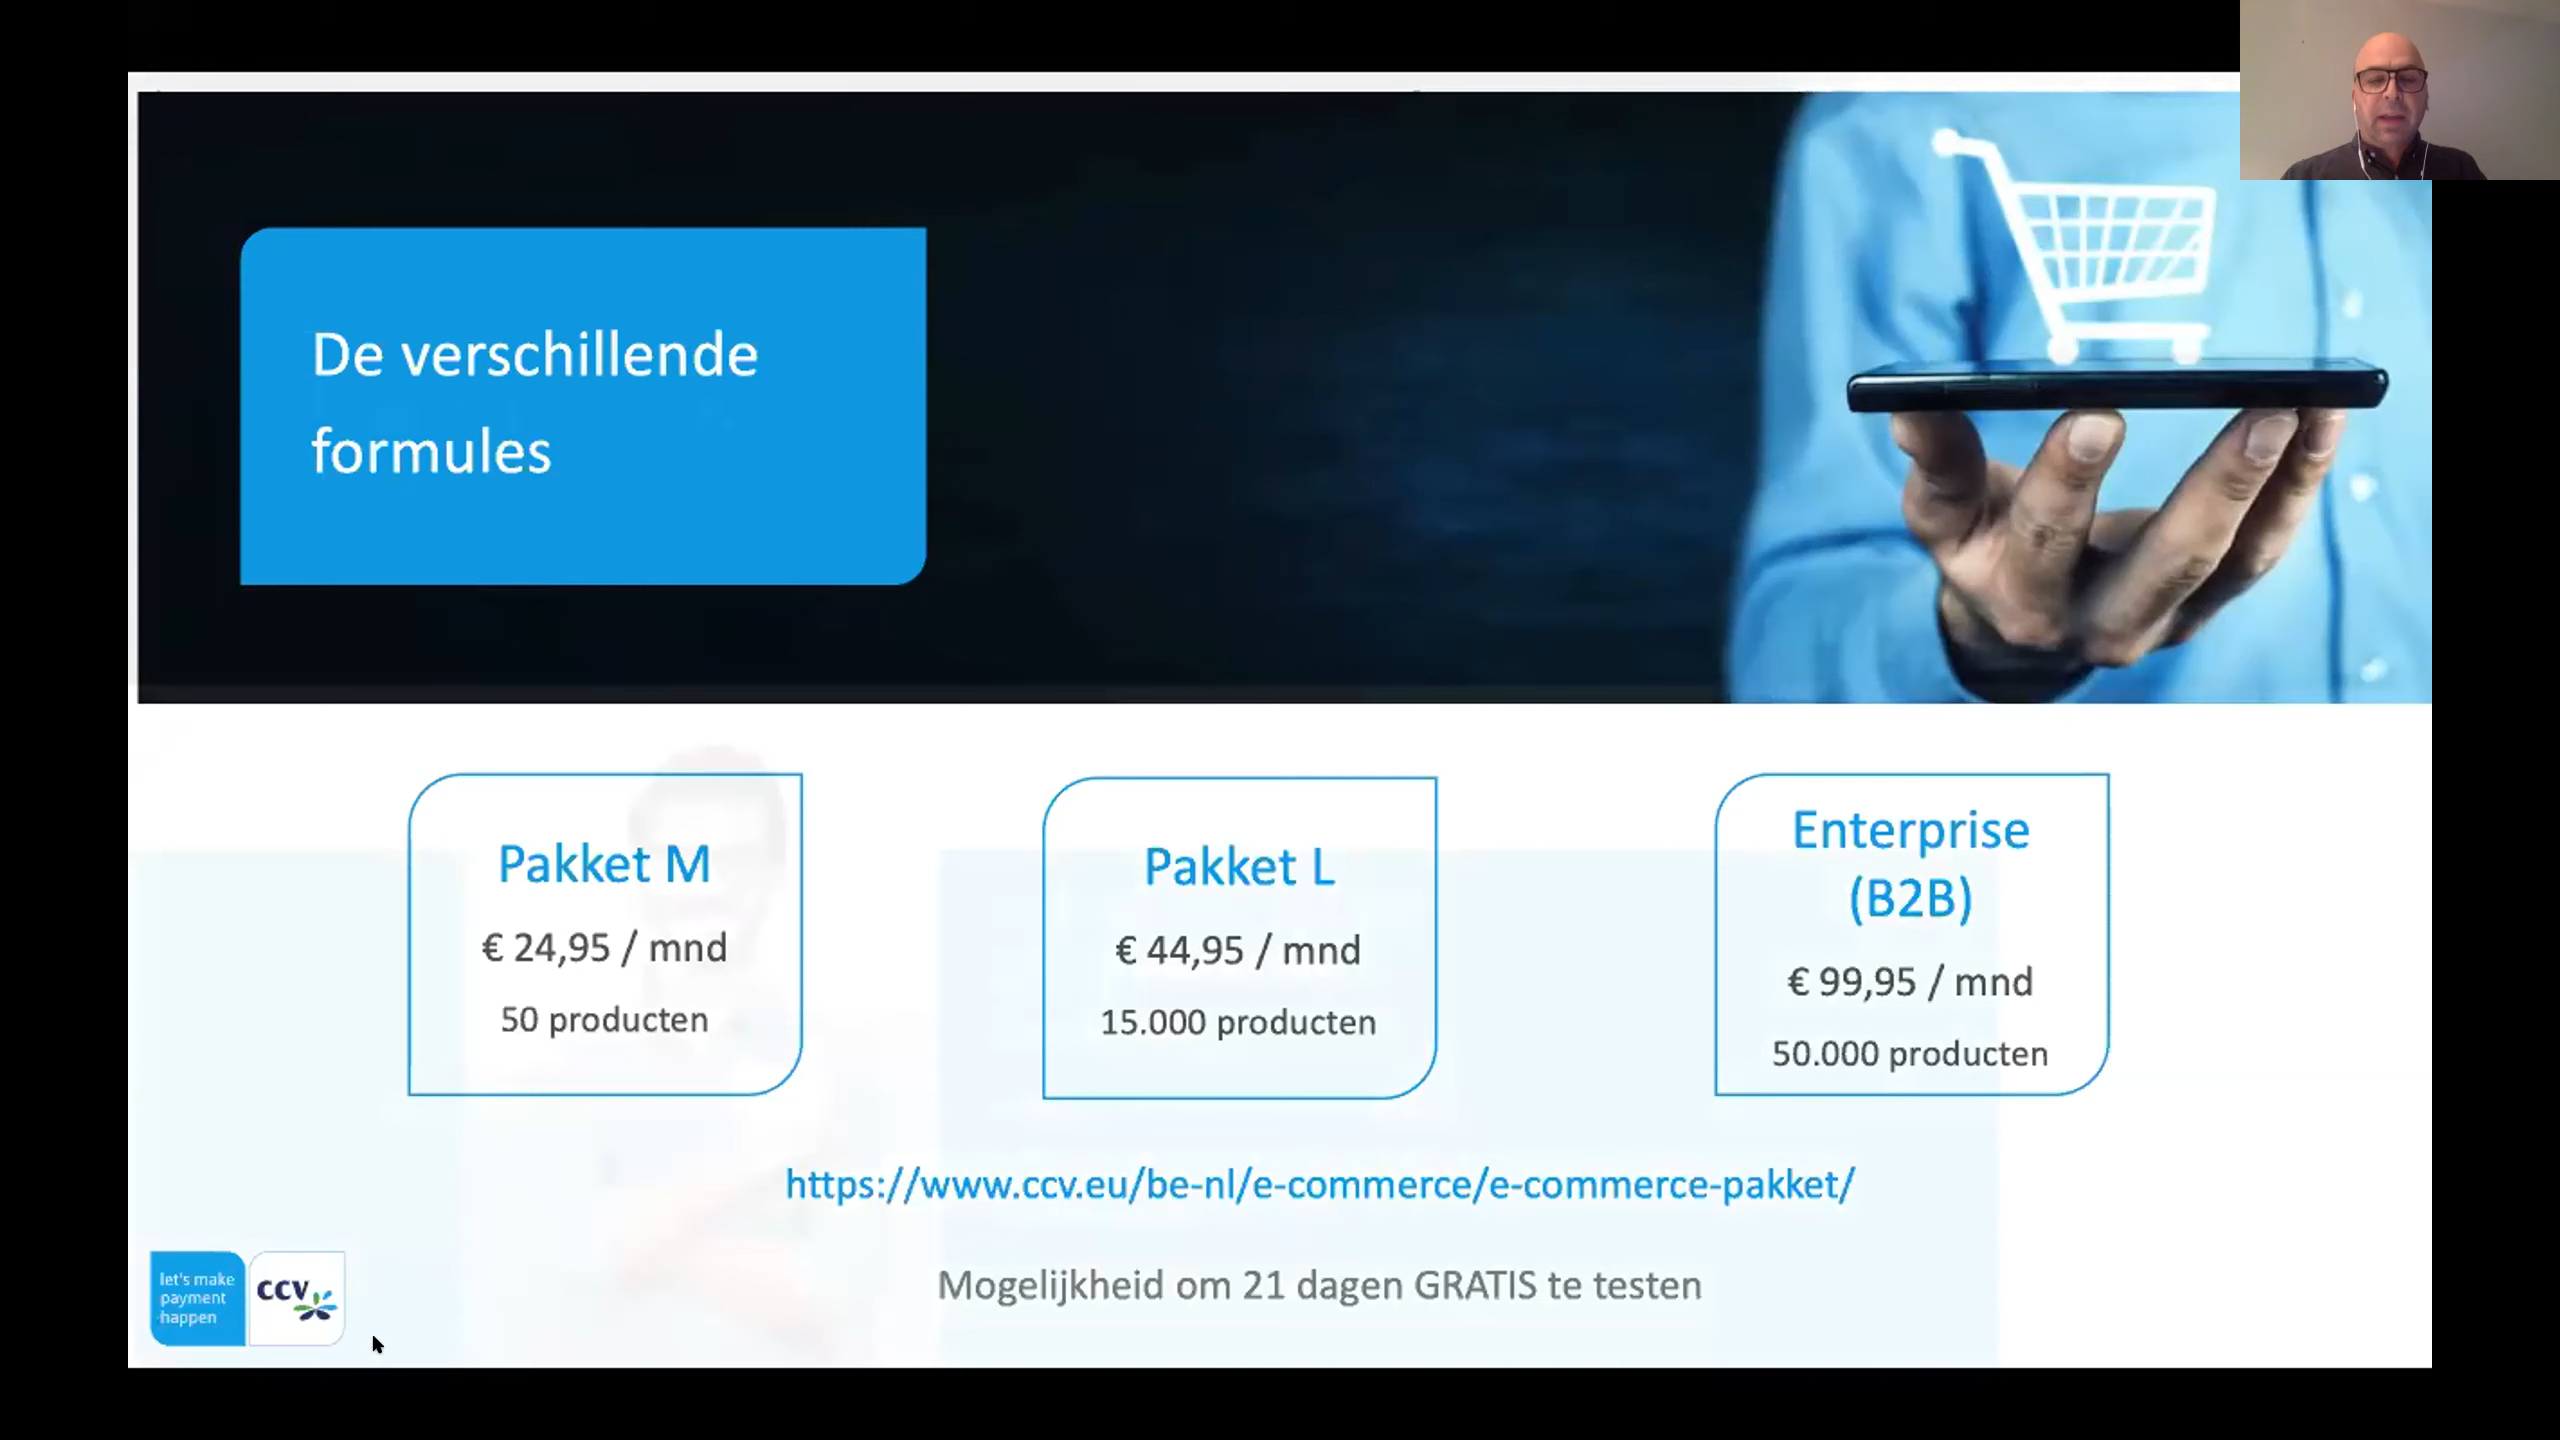 De verschillende
formules
Pakket M
€ 24,95 / mnd
50 producten
Pakket L
€ 44,95 / mnd
15.000 producten
Enterprise
(B2B)
€ 99,95 / mnd
50.000 producten
https://www.ccv.eu/be-nl/e-commerce/e-commerce-pakket/
Mogelijkheid om 21 dagen GRATIS te testen
let's make
payment
happen
CCV